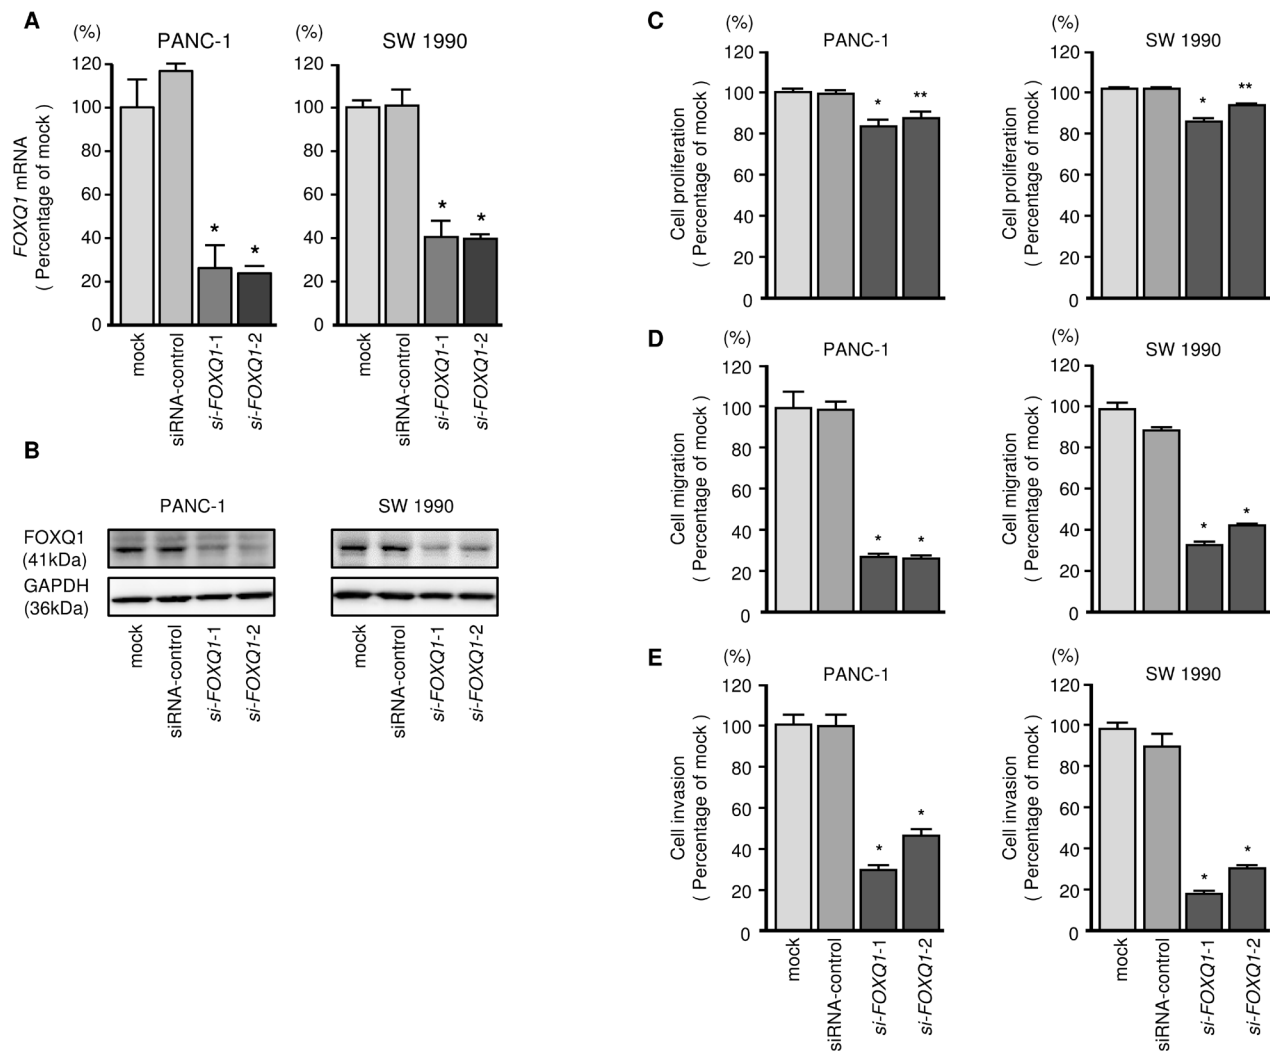 A
(%)
PANC-1
(%)
SW 1990
FOXQ1 mRNA
( Percentage of mock )
120
100
80
60
40
20
0
*
*
120
100
80
60
40
20
0
*
*
mock
siRNA-control
si-FOXQ1-1
si-FOXQ1-2
mock
siRNA-control
si-FOXQ1-1
si-FOXQ1-2
B
PANC-1
SW 1990
FOXQ1
(41kDa)
GAPDH
(36kDa)
mock
siRNA-control
si-FOXQ1-1
si-FOXQ1-2
mock
siRNA-control
si-FOXQ1-1
si-FOXQ1-2
C
(%)
PANC-1
Cell proliferation
( Percentage of mock )
120
100
80
60
40
20
0
*
**
(%)
SW 1990
Cell proliferation
( Percentage of mock )
120
100
80
60
40
20
0
*
**
D
(%)
PANC-1
Cell migration
( Percentage of mock )
120
100
80
60
40
20
0
*
*
(%)
SW 1990
Cell migration
( Percentage of mock )
120
100
80
60
40
20
0
*
*
E
(%)
PANC-1
Cell invasion
( Percentage of mock )
120
100
80
60
40
20
0
*
*
mock
siRNA-control
si-FOXQ1-1
si-FOXQ1-2
(%)
SW 1990
Cell invasion
( Percentage of mock )
120
100
80
60
40
20
0
*
*
mock
siRNA-control
si-FOXQ1-1
si-FOXQ1-2